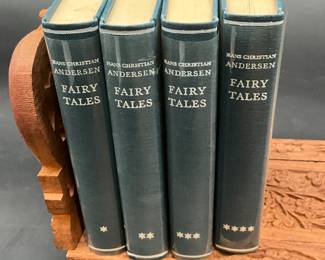 HANS CHRISTIAN
ANDERSEN
FAIRY
TALES
*
HANS CHRISTIAN
ANDERSEN
FAIRY
TALES
**
HANS CHRISTIAN
ANDERSEN
FAIRY
TALES
***
HANS CHRISTIAN
ANDERSEN
FAIRY
TALES
****